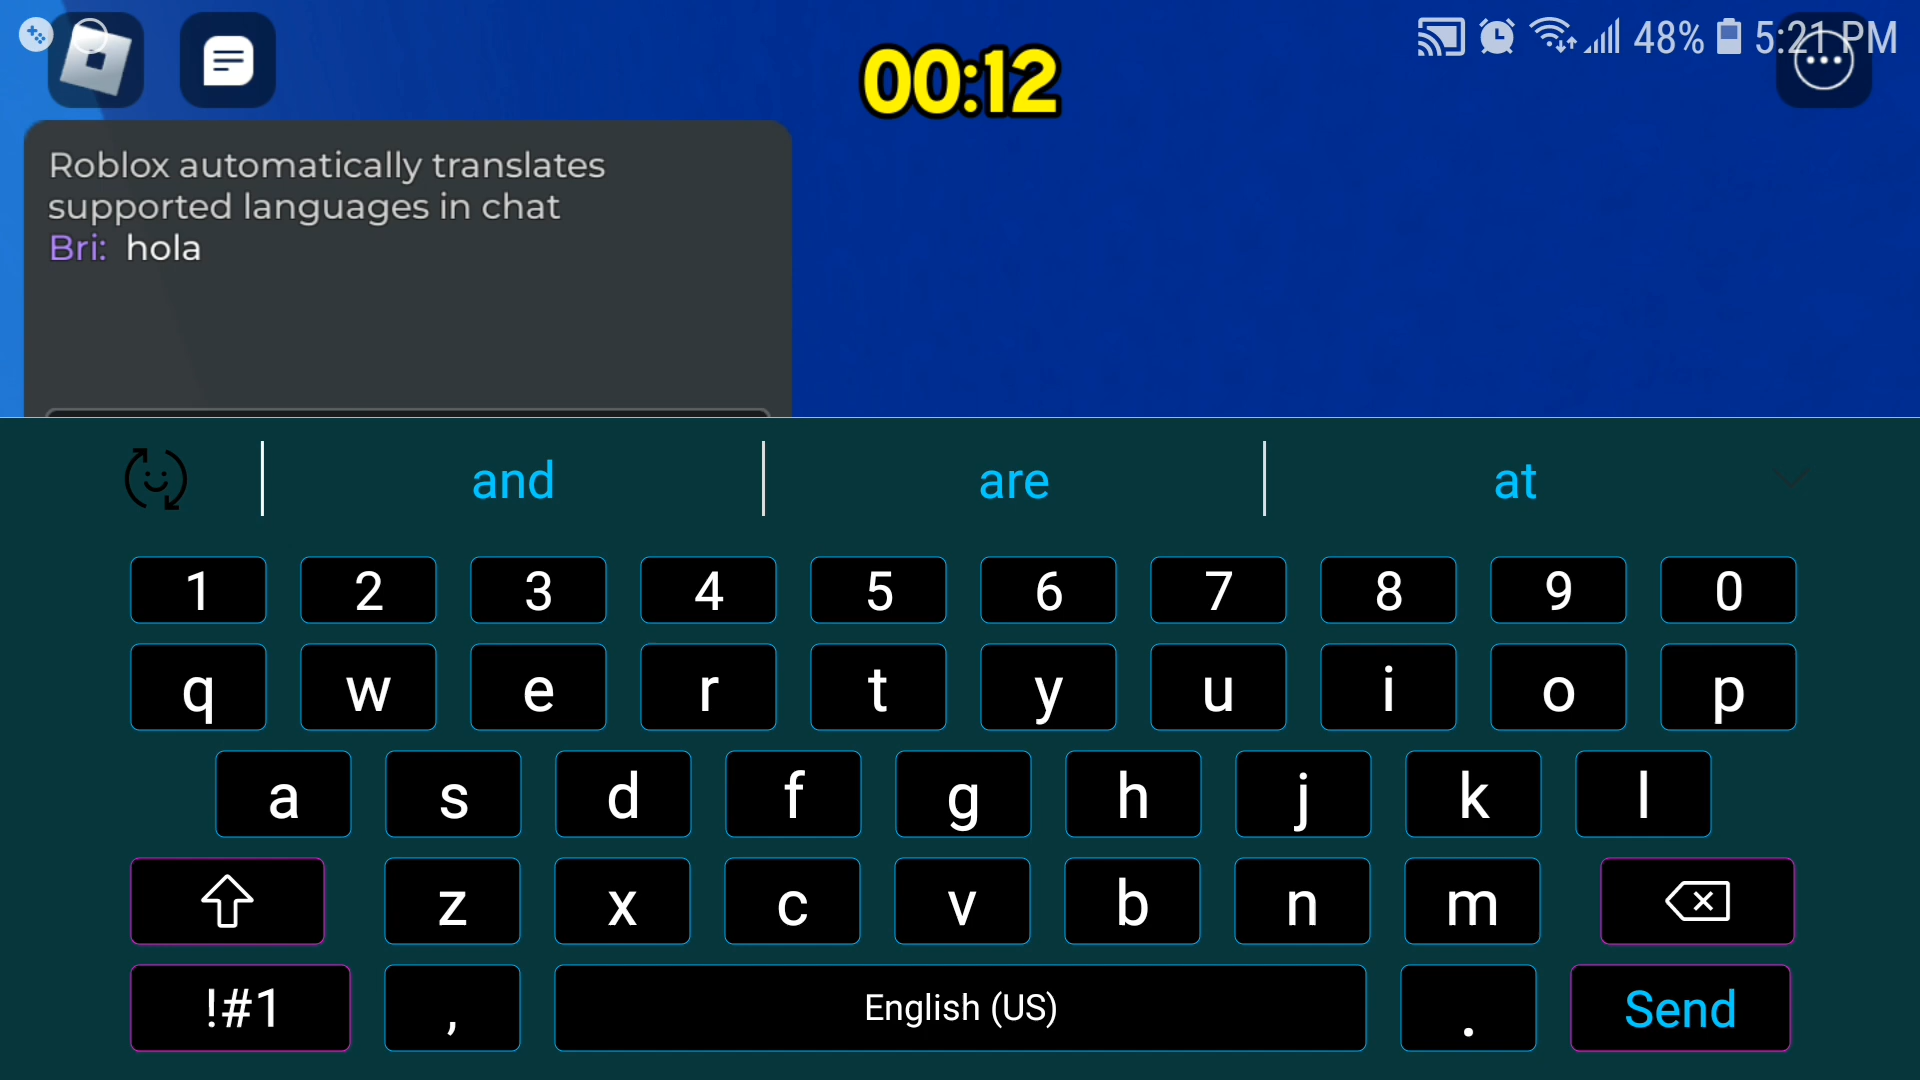 48% 5:21 PM
00:12
Roblox automatically translates
supported languages in chat
Bri: hola
and are at
1 2 3 4 5 6 7 8 9 0
q w e r t y u i o p
a s d f g h j k l
z x c v b n m
!#1 , English (US) . Send